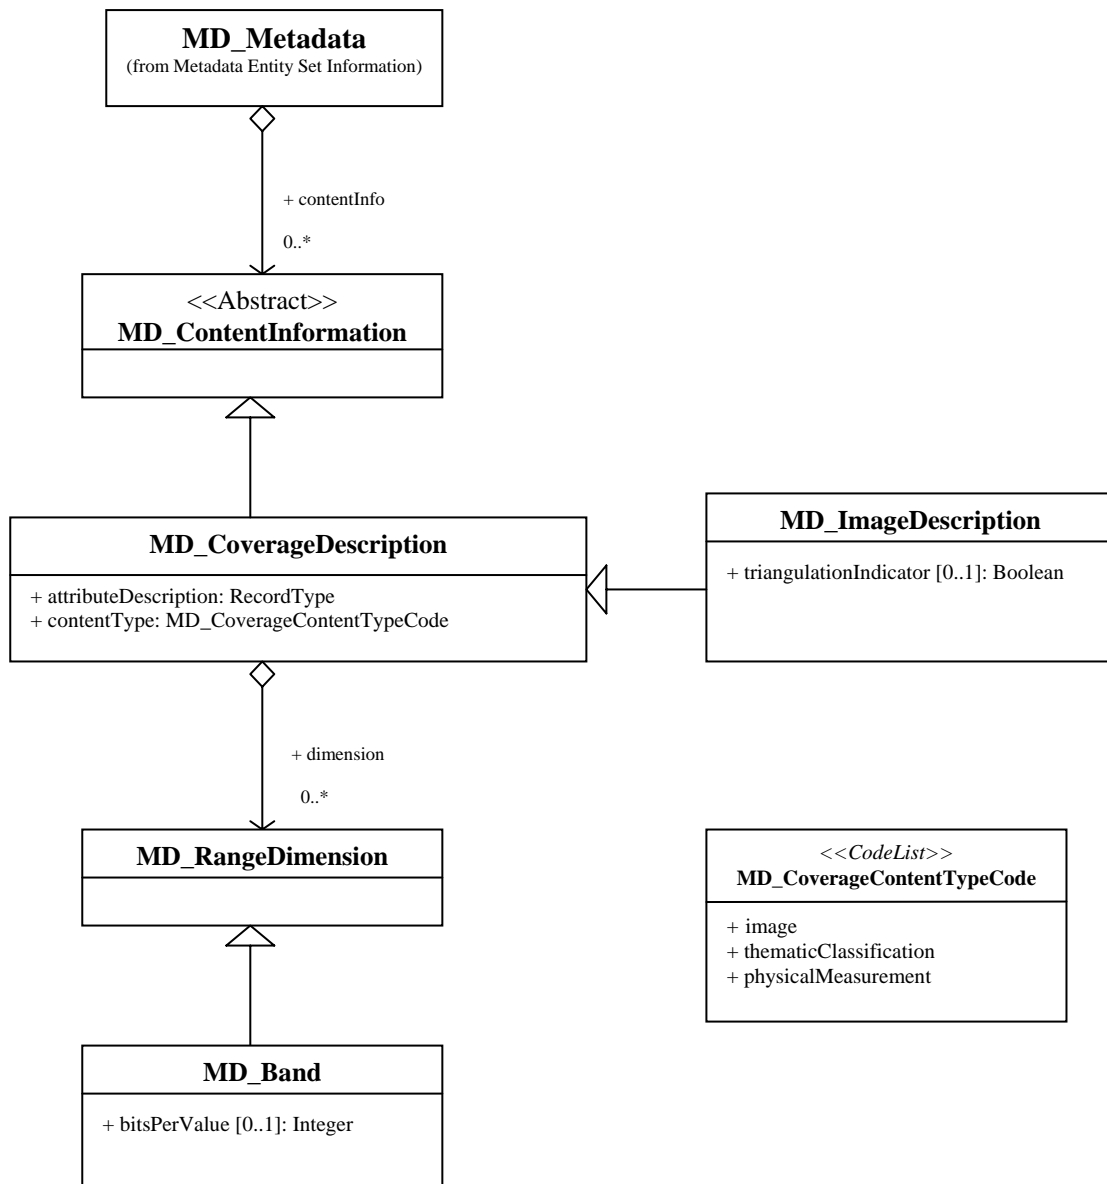 MD_Metadata
(from Metadata Entity Set Information)
+ contentInfo
0..*
<<Abstract>>
MD_ContentInformation
MD_CoverageDescription
+ attributeDescription: RecordType
+ contentType: MD_CoverageContentTypeCode
MD_ImageDescription
+ triangulationIndicator [0..1]: Boolean
+ dimension
0..*
MD_RangeDimension
<<CodeList>>
MD_CoverageContentTypeCode
+ image
+ thematicClassification
+ physicalMeasurement
MD_Band
+ bitsPerValue [0..1]: Integer